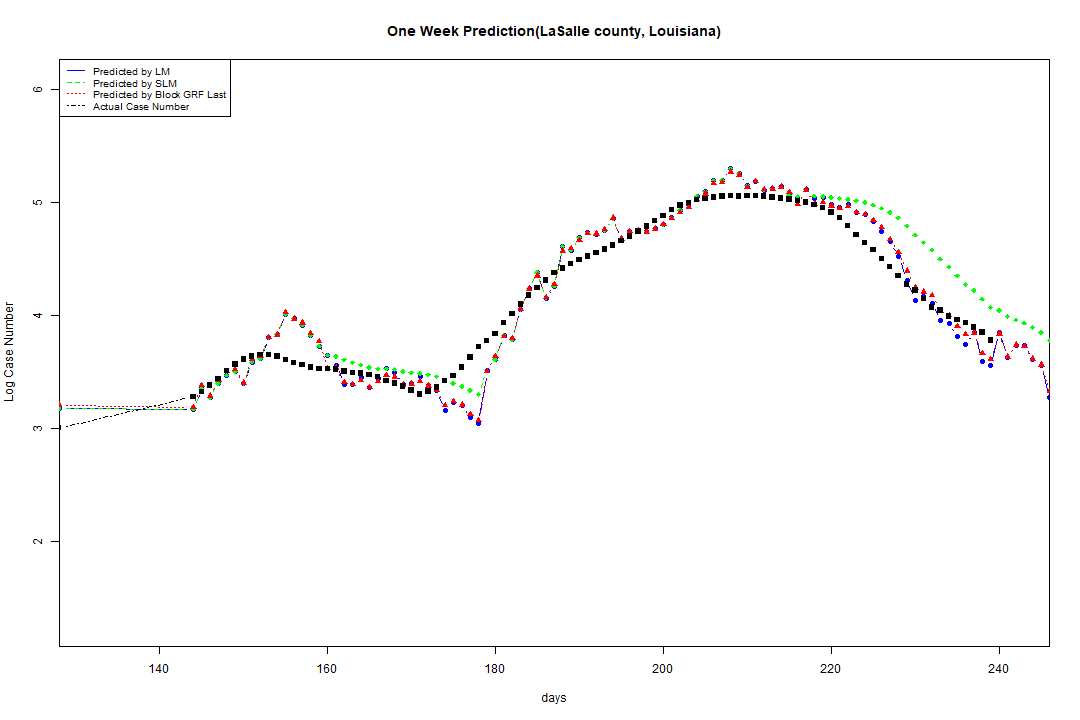 One Week Prediction(LaSalle county, Louisiana)
Predicted by LM
Predicted by SLM
Predicted by Block GRF Last
Actual Case Number
6
5
4
3
2
Log Case Number
140 160 180 200 220 240
days